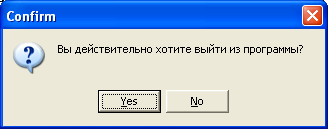 Confirm
Вы действительно хотите выйти из программы?
Yes
No